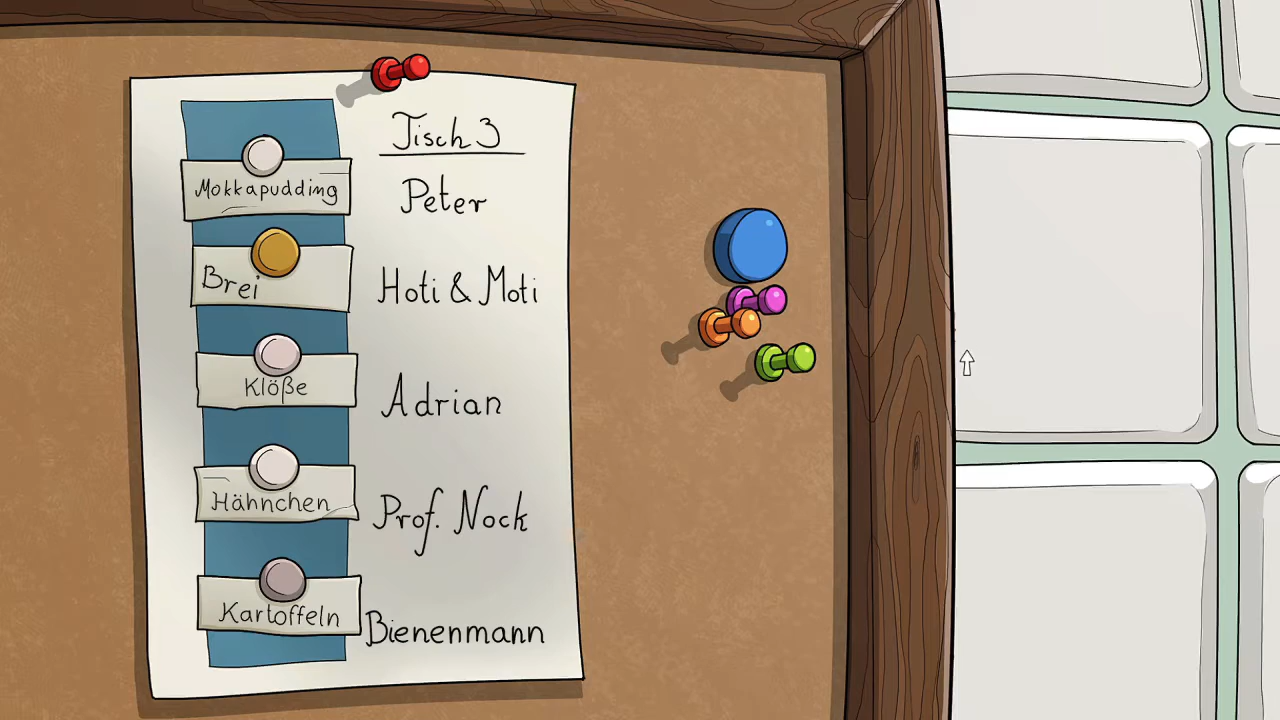 Tisch 3
Mokkapudding Peter
Brei Hoti & Moti
Klöße Adrian
Hähnchen Prof. Nock
Kartoffeln Bienenmann